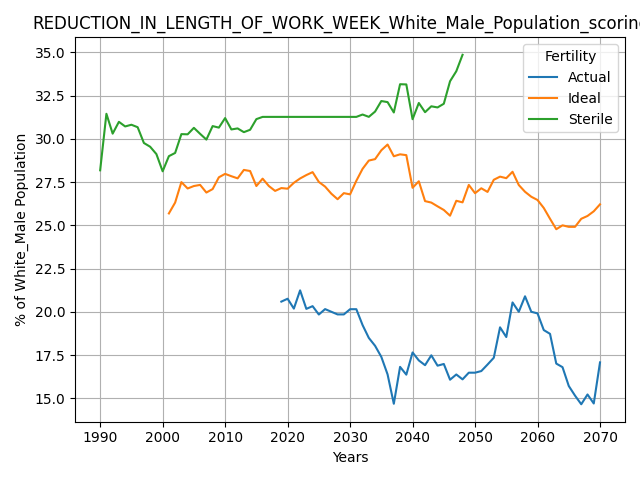 REDUCTION_IN_LENGTH_OF_WORK_WEEK_White_Male_Population_scorin
Fertility
Actual
Ideal
Sterile
% of White_Male Population
35.0
32.5
30.0
27.5
25.0
22.5
20.0
17.5
15.0
1990 2000 2010 2020 2030 2040 2050 2060 2070
Years